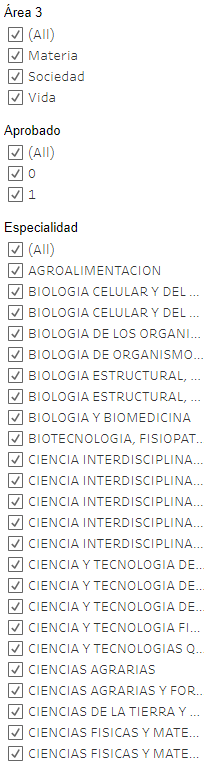 Área 3
(All)
Materia
Sociedad
Vida
Aprobado
(All)
0
1
Especialidad
(All)
AGROALIMENTACION
BIOLOGIA CELULAR Y DEL ...
BIOLOGIA CELULAR Y DEL ...
BIOLOGIA DE LOS ORGANI...
BIOLOGIA DE ORGANISMO...
BIOLOGIA ESTRUCTURAL, ...
BIOLOGIA ESTRUCTURAL, ...
BIOLOGIA Y BIOMEDICINA
BIOTECNOLOGIA, FISIOPAT...
CIENCIA INTERDISCIPLINA...
CIENCIA INTERDISCIPLINA...
CIENCIA INTERDISCIPLINA...
CIENCIA INTERDISCIPLINA...
CIENCIA INTERDISCIPLINA...
CIENCIA Y TECNOLOGIA DE...
CIENCIA Y TECNOLOGIA DE...
CIENCIA Y TECNOLOGIA DE...
CIENCIA Y TECNOLOGIA FI...
CIENCIA Y TECNOLOGIAS Q...
CIENCIAS AGRARIAS
CIENCIAS AGRARIAS Y FOR...
CIENCIAS DE LA TIERRA Y ...
CIENCIAS FISICAS Y MATE...
CIENCIAS FISICAS Y MATE...